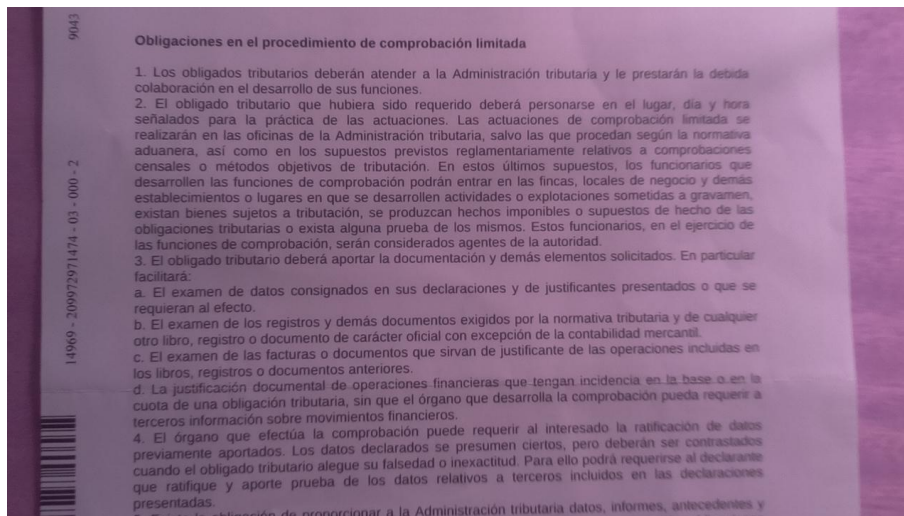 9043
14969 - 209972971474 - 03 - 000 - 2
Obligaciones en el procedimiento de comprobación limitada
1. Los obligados tributarios deberán atender a la Administración tributaria y le prestarán la debida
colaboración en el desarrollo de sus funciones.
2. El obligado tributario que hubiera sido requerido deberá personarse en el lugar, día y hora
señalados para la práctica de las actuaciones. Las actuaciones de comprobación limitada se
realizarán en las oficinas de la Administración tributaria, salvo las que procedan según la normativa
aduanera, así como en los supuestos previstos reglamentariamente relativos a comprobaciones
censales o métodos objetivos de tributación. En estos últimos supuestos, los funcionarios que
desarrollen las funciones de comprobación podrán entrar en las fincas, locales de negocio y demás
establecimientos o lugares en que se desarrollen actividades o explotaciones sometidas a gravamen,
existan bienes sujetos a tributación, se produzcan hechos imponibles o supuestos de hecho de las
obligaciones tributarias o exista alguna prueba de los mismos. Estos funcionarios, en el ejercicio de
las funciones de comprobación, serán considerados agentes de la autoridad.
3. El obligado tributario deberá aportar la documentación y demás elementos solicitados. En particular
facilitará:
a. El examen de datos consignados en sus declaraciones y de justificantes presentados o que se
requieran al efecto.
b. El examen de los registros y demás documentos exigidos por la normativa tributaria y de cualquier
otro libro, registro o documento de carácter oficial con excepción de la contabilidad mercantil.
c. El examen de las facturas o documentos que sirvan de justificante de las operaciones incluidas en
los libros, registros o documentos anteriores.
d. La justificación documental de operaciones financieras que tengan incidencia en la base o en la
cuota de una obligación tributaria, sin que el órgano que desarrolla la comprobación pueda requerir a
terceros información sobre movimientos financieros.
4. El órgano que efectúa la comprobación puede requerir al interesado la ratificación de datos
previamente aportados. Los datos declarados se presumen ciertos, pero deberán ser contrastados
cuando el obligado tributario alegue su falsedad o inexactitud. Para ello podrá requerirse al declarante
que ratifique y aporte prueba de los datos relativos a terceros incluidos en las declaraciones
presentadas.
obligación de proporcionar a la Administración tributaria datos, informes, antecedentes y